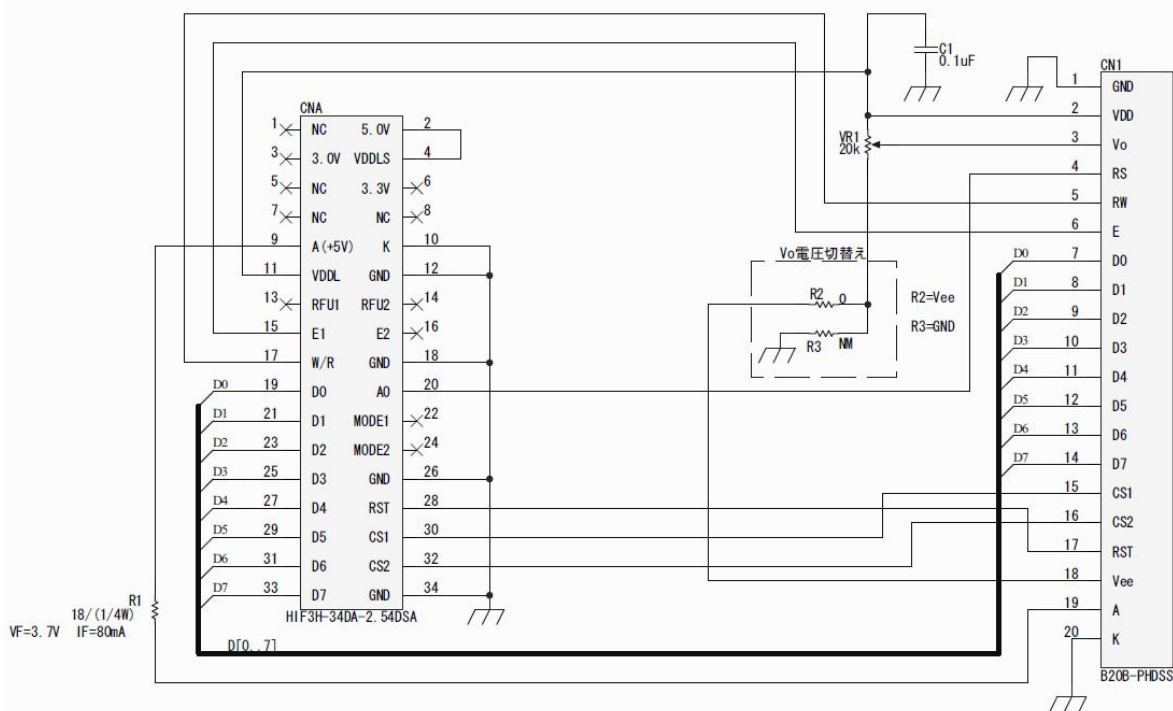 C1
0.1uF
CN1
1 GND
2 VDD
VR1
20k
3 Vo
4 RS
5 RW
6 E
CNA
1 NC 5.0V 2
3 3.0V VDDLS 4
5 NC 3.3V 6
7 NC NC 8
9 A(+5V) K 10
11 VDDL GND 12
13 RFU1 RFU2 14
15 E1 E2 16
17 W/R GND 18
D0 19 D0 A0 20
D1 21 D1 MODE1 22
D2 23 D2 MODE2 24
D3 25 D3 GND 26
D4 27 D4 RST 28
D5 29 D5 CS1 30
D6 31 D6 CS2 32
D7 33 D7 GND 34
HIF3H-34DA-2.54DSA
Vo電圧切替え
R2 0
R3 NM
R2=Vee
R3=GND
D0 7 D0
D1 8 D1
D2 9 D2
D3 10 D3
D4 11 D4
D5 12 D5
D6 13 D6
D7 14 D7
15 CS1
16 CS2
17 RST
18 Vee
19 A
20 K
B20B-PHDSS
R1
18/(1/4W)
VF=3.7V IF=80mA
D[0..7]